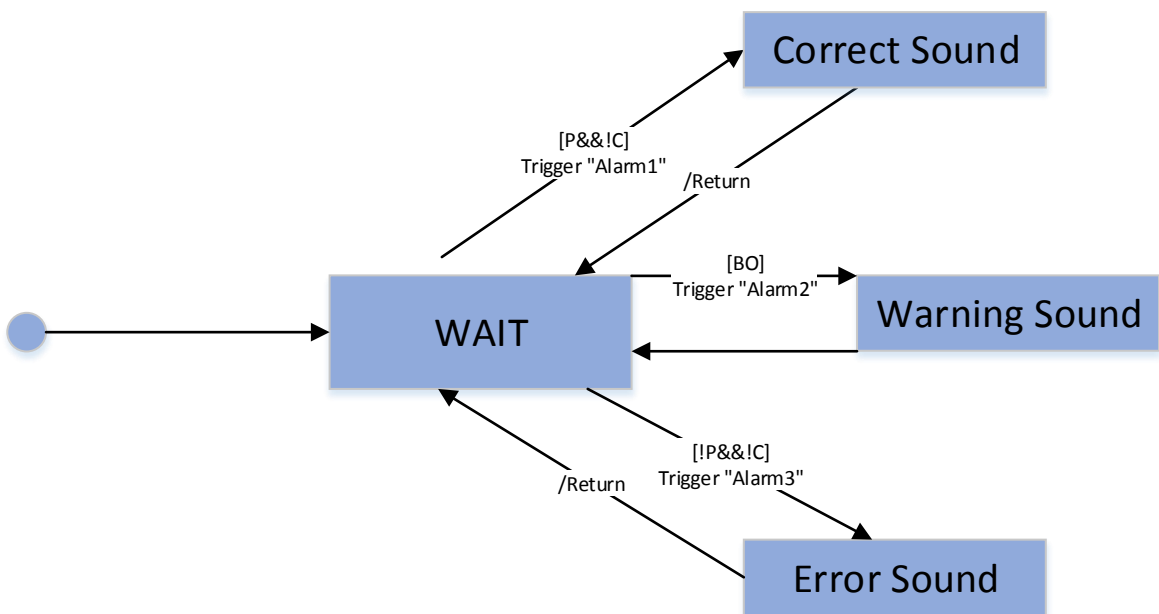 Correct Sound
[P&&!C]
Trigger "Alarm1"
/Return
[BO]
Trigger "Alarm2"
WAIT
Warning Sound
[!P&&!C]
Trigger "Alarm3"
/Return
Error Sound